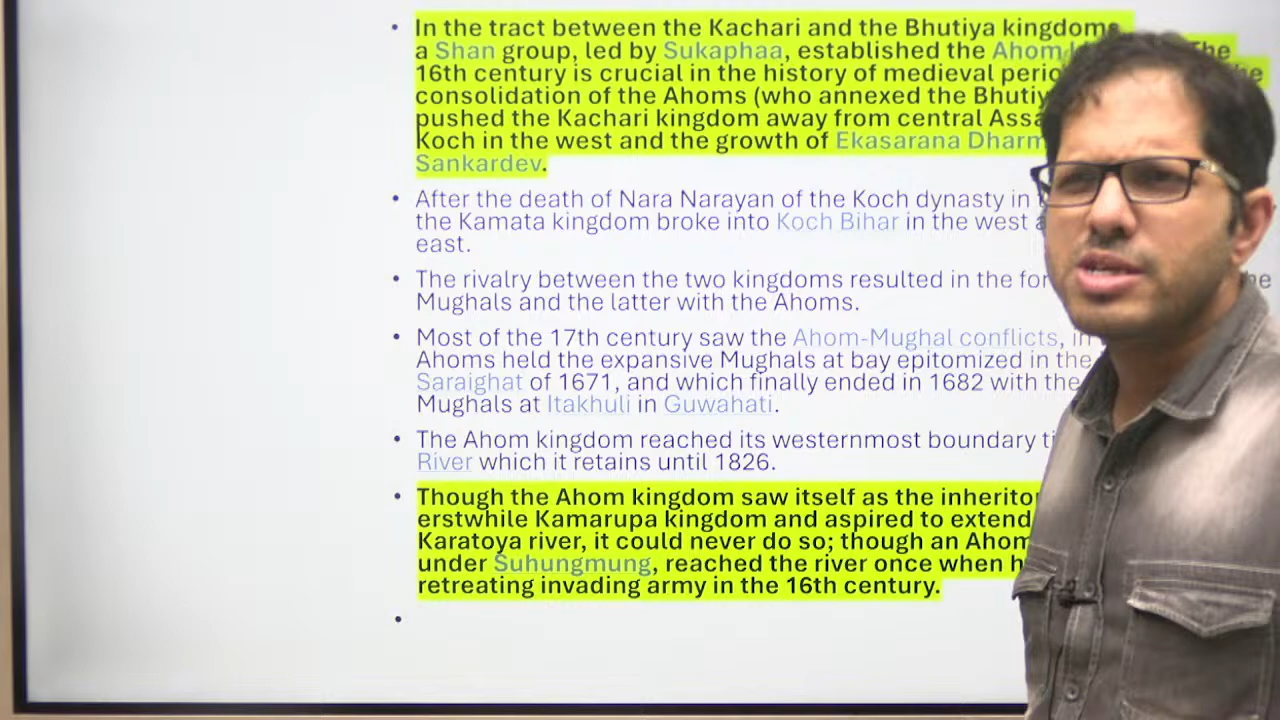 In the tract between the Kachari and the Bhutiya kingdoms,
a Shan group, led by Sukaphaa, established the Ahom The
16th century is crucial in the history of medieval
consolidation of the Ahoms (who annexed the
pushed the Kachari kingdom away from central
Koch in the west and the growth of Ekasarana
Sankardev.
After the death of Nara Narayan of the Koch dynasty in
the Kamata kingdom broke into Koch Bihar in the west
east.
The rivalry between the two kingdoms resulted in the
Mughals and the latter with the Ahoms.
Most of the 17th century saw the Ahom-Mughal conflicts,
Ahoms held the expansive Mughals at bay epitomized in the
Saraighat of 1671, and which finally ended in 1682 with the
Mughals at Itakhuli in Guwahati.
The Ahom kingdom reached its westernmost boundary
River which it retains until 1826.
Though the Ahom kingdom saw itself as the
erstwhile Kamarupa kingdom and aspired to extend
Karatoya river, it could never do so; though an Ahom
under Suhungmung, reached the river once when
retreating invading army in the 16th century.